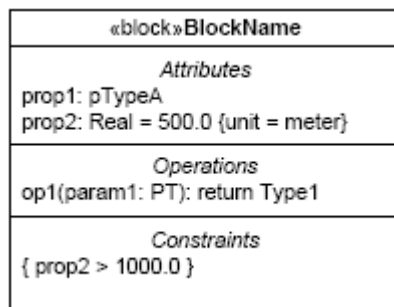 «block»BlockName
Attributes
prop1: pTypeA
prop2: Real = 500.0 {unit = meter}
Operations
op1(param1: PT): return Type1
Constraints
{ prop2 > 1000.0 }